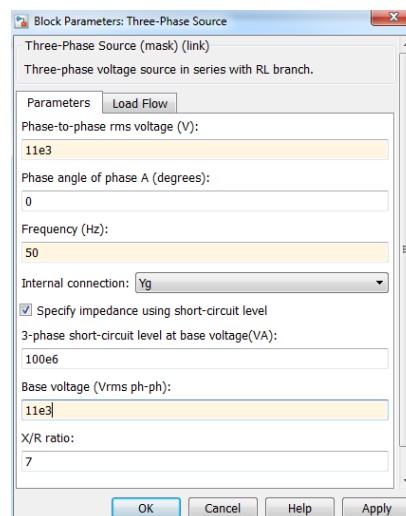 Block Parameters: Three-Phase Source
Three-Phase Source (mask) (link)
Three-phase voltage source in series with RL branch.
Parameters Load Flow
Phase-to-phase rms voltage (V):
11e3
Phase angle of phase A (degrees):
0
Frequency (Hz):
50
Internal connection: Yg
Specify impedance using short-circuit level
3-phase short-circuit level at base voltage(VA):
100e6
Base voltage (Vrms ph-ph):
11e3
X/R ratio:
7
OK Cancel Help Apply